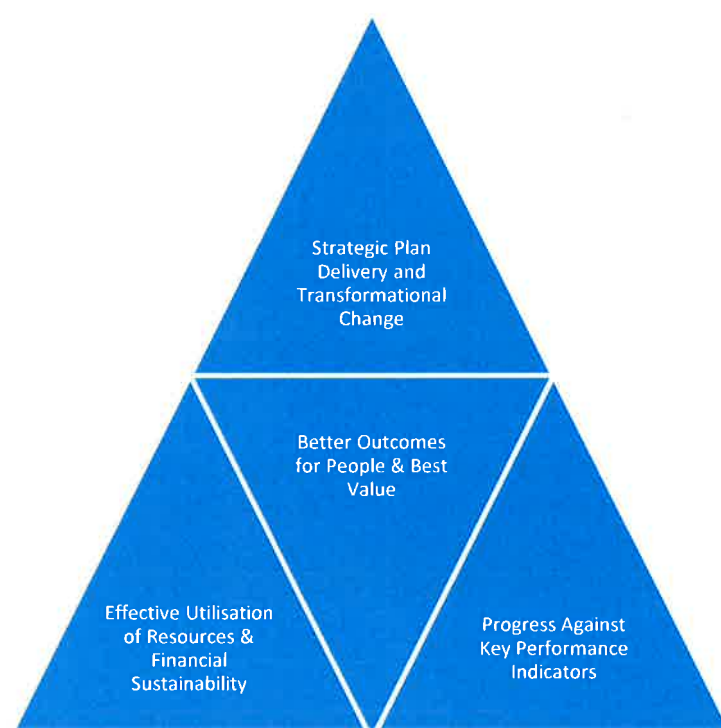 Strategic Plan
Delivery and
Transformational
Change
Better Outcomes
for People & Best
Value
Effective Utilisation
of Resources &
Financial
Sustainability
Progress Against
Key Performance
Indicators